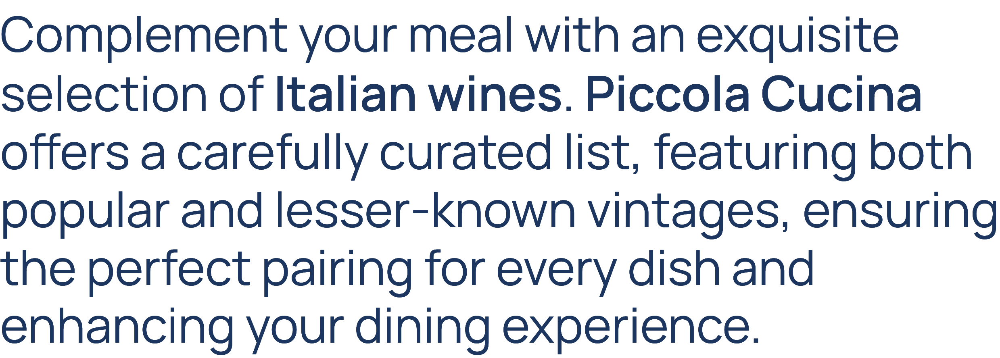 Complement your meal with an exquisite
selection of Italian wines. Piccola Cucina
offers a carefully curated list, featuring both
popular and lesser-known vintages, ensuring
the perfect pairing for every dish and
enhancing your dining experience.